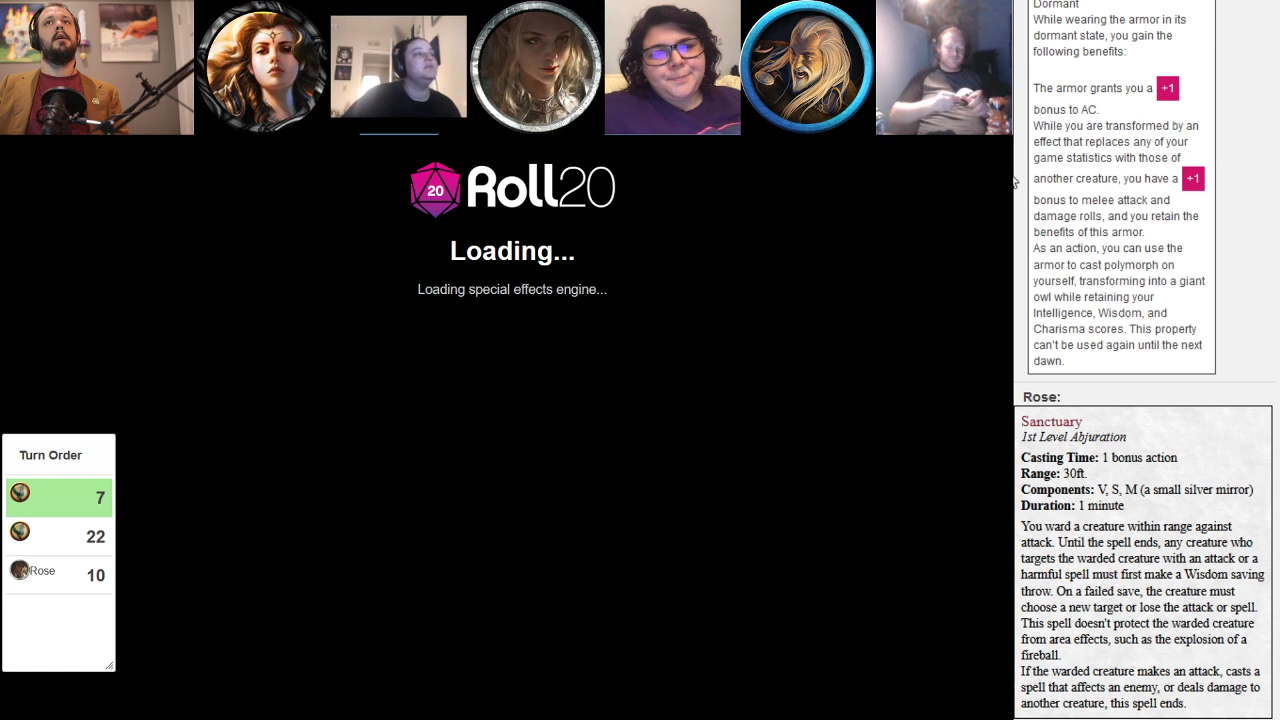 Dormant
While wearing the armor in its
dormant state, you gain the
following benefits:
The armor grants you a +1
bonus to AC.
While you are transformed by an
effect that replaces any of your
game statistics with those of
another creature, you have a +1
bonus to melee attack and
damage rolls, and you retain the
benefits of this armor.
As an action, you can use the
armor to cast polymorph on
yourself, transforming into a giant
owl while retaining your
Intelligence, Wisdom, and
Charisma scores. This property
can't be used again until the next
dawn.
20 Roll20
Loading...
Loading special effects engine...
Turn Order
7
22
Rose 10
Rose:
Sanctuary
1st Level Abjuration
Casting Time: 1 bonus action
Range: 30ft.
Components: V, S, M (a small silver mirror)
Duration: 1 minute
You ward a creature within range against
attack. Until the spell ends, any creature who
targets the warded creature with an attack or a
harmful spell must first make a Wisdom saving
throw. On a failed save, the creature must
choose a new target or lose the attack or spell.
This spell doesn't protect the warded creature
from area effects, such as the explosion of a
fireball.
If the warded creature makes an attack, casts a
spell that affects an enemy, or deals damage to
another creature, this spell ends.